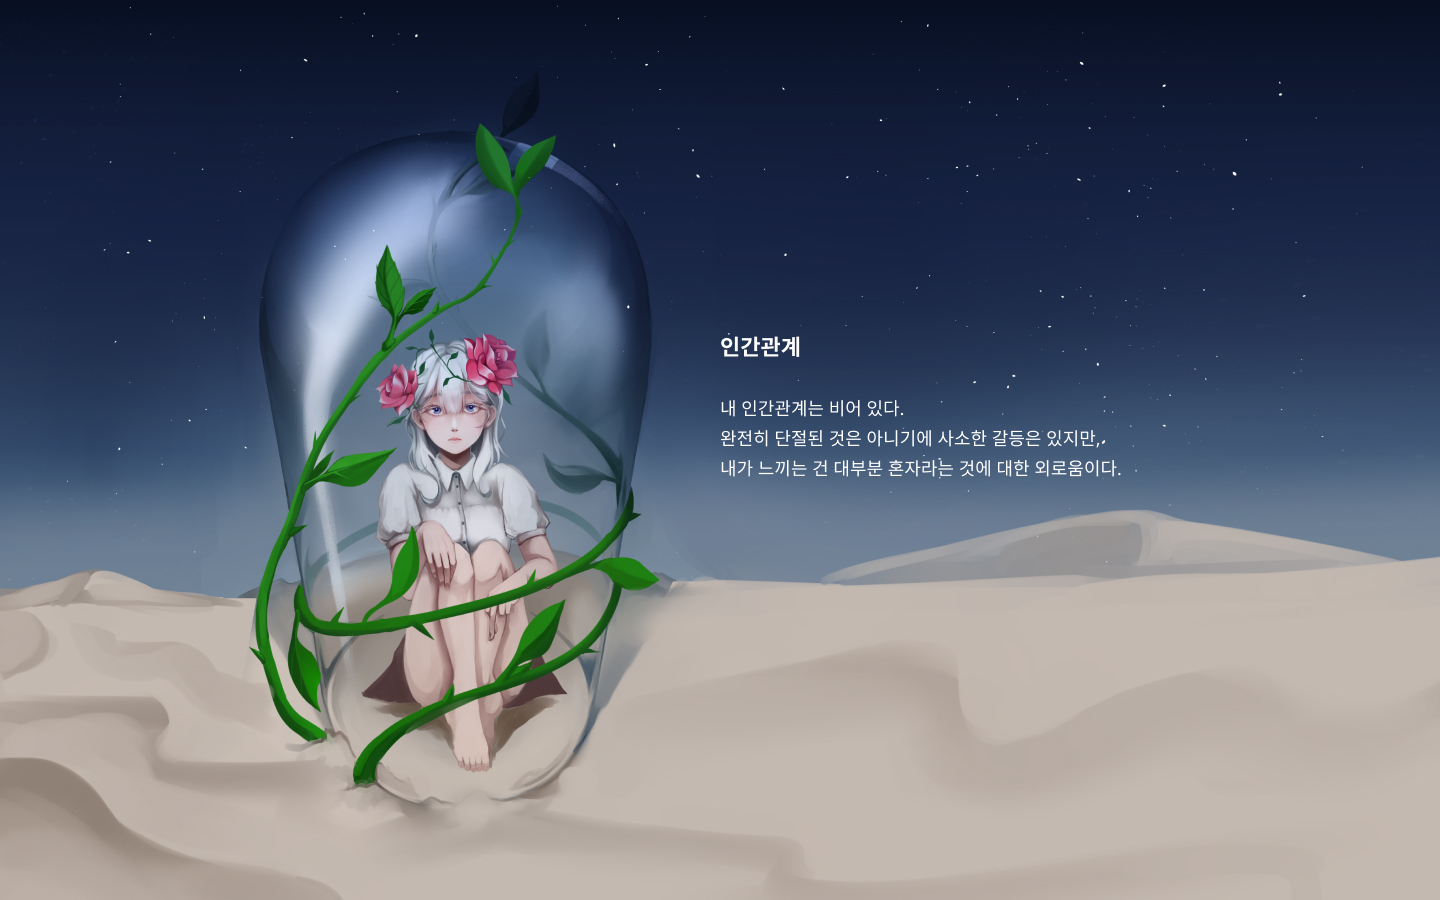 인간관계
내 인간관계는 비어 있다.
완전히 단절된 것은 아니기에 사소한 갈등은 있지만,
내가 느끼는 건 대부분 혼자라는 것에 대한 외로움이다.